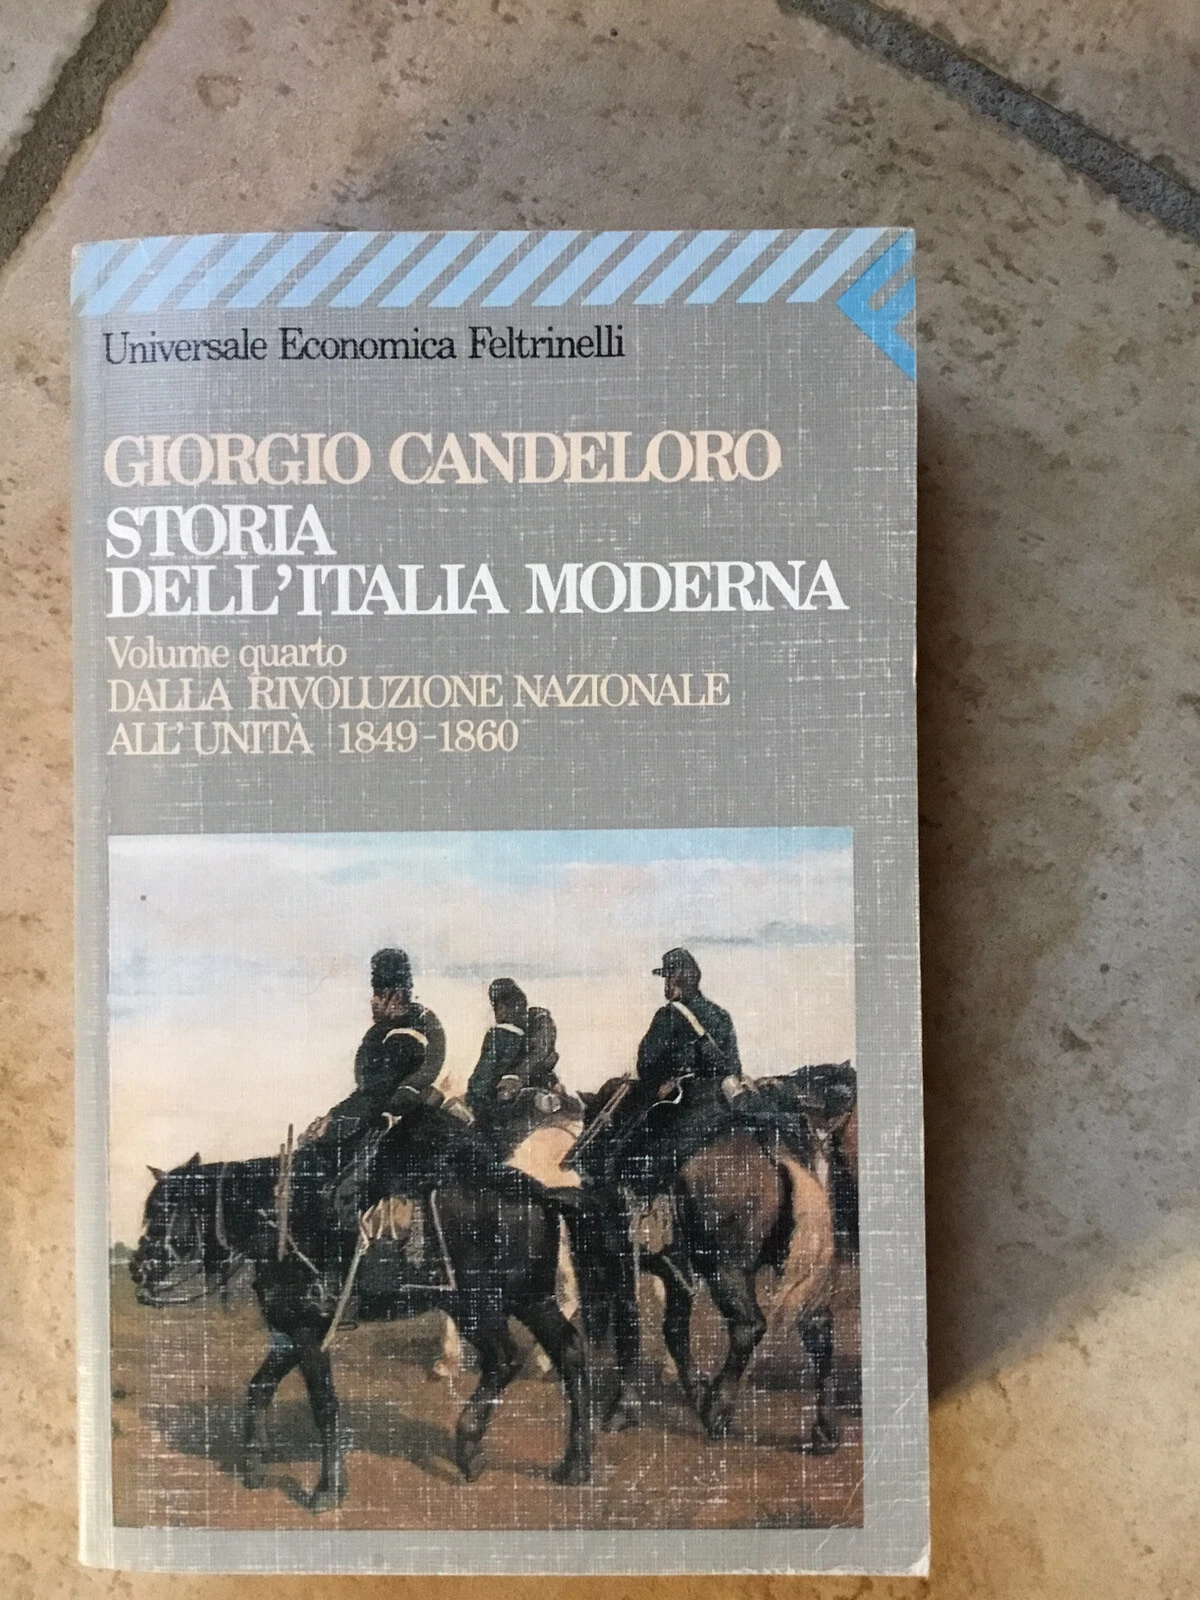 Universale Economica Feltrinelli
GIORGIO CANDELORO
STORIA
DELL'ITALIA MODERNA
Volume quarto
DALLA RIVOLUZIONE NAZIONALE
ALL'UNITÀ 1849-1860